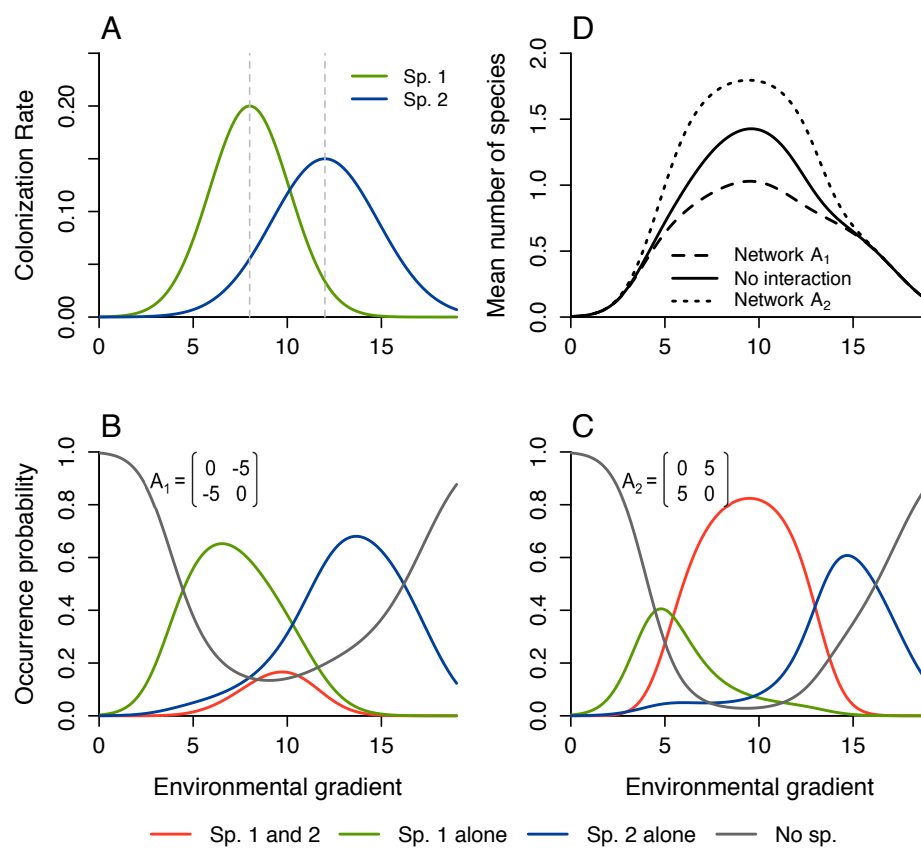 A
Colonization Rate
0.00 0.10 0.20
0 5 10 15
Sp. 1
Sp. 2
D
Mean number of species
0.0 0.5 1.0 1.5 2.0
0 5 10 15
Network A1
No interaction
Network A2
B
Occurrence probability
0.0 0.2 0.4 0.6 0.8 1.0
A1 = 0 -5
-5 0
0 5 10 15
Environmental gradient
C
0.0 0.2 0.4 0.6 0.8 1.0
A2 = 0 5
5 0
0 5 10 15
Environmental gradient
Sp. 1 and 2 Sp. 1 alone Sp. 2 alone No sp.